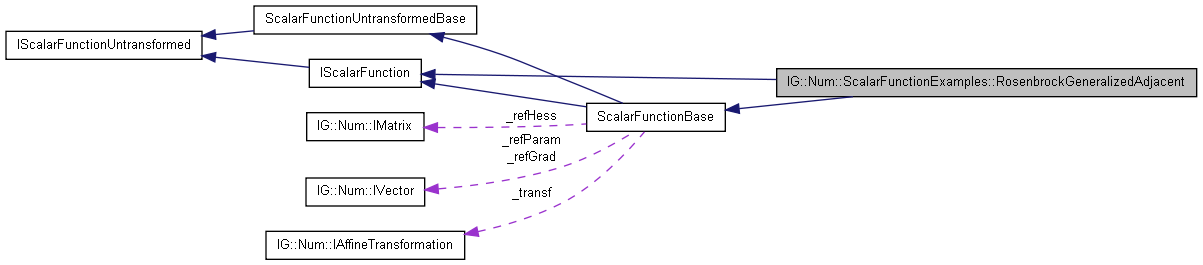 ScalarFunctionUntransformedBase
IScalarFunctionUntransformed
IScalarFunction
IG::Num::ScalarFunctionExamples::RosenbrockGeneralizedAdjacent
_refHess
IG::Num::IMatrix
ScalarFunctionBase
_refParam
_refGrad
IG::Num::IVector
_transf
IG::Num::IAffineTransformation